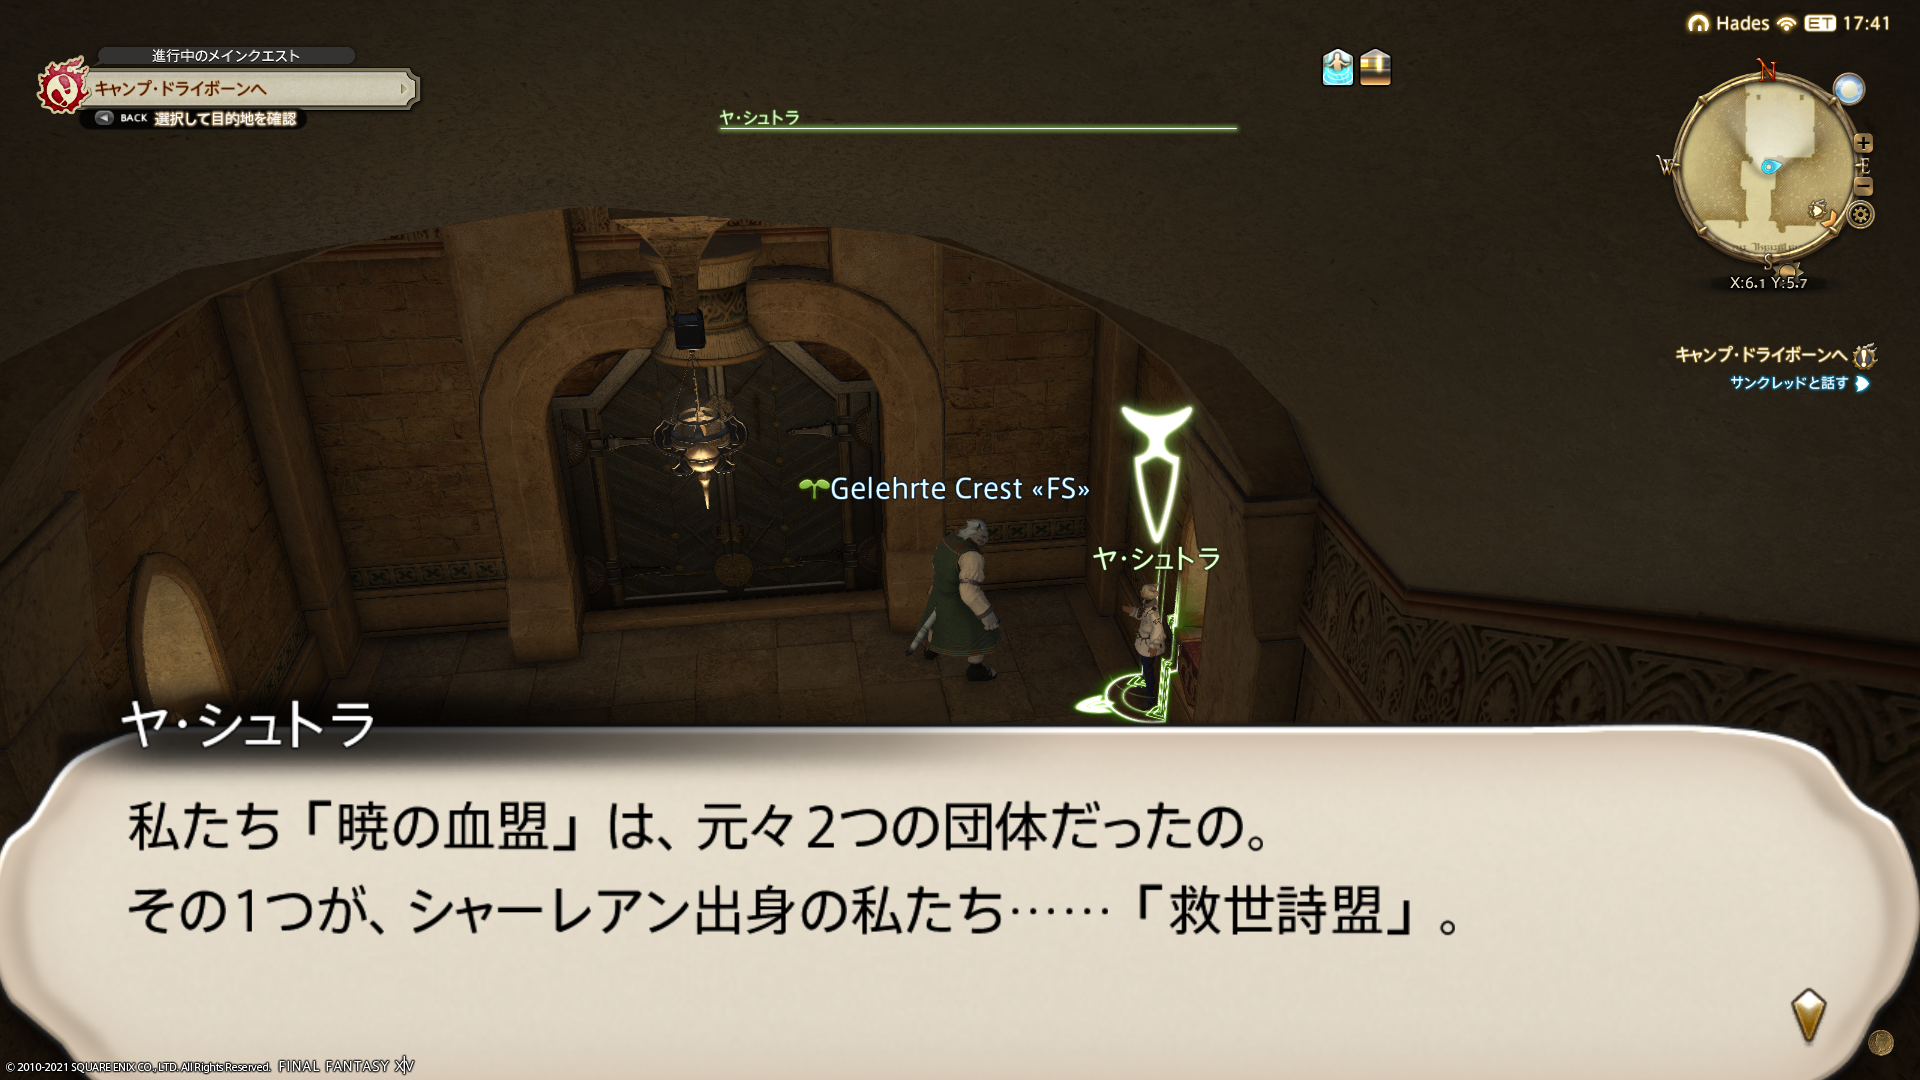 Hades ET 17:41
進行中のメインクエスト
キャンプ・ドライボーンへ
BACK 選択して目的地を確認
ヤ・シュトラ
N
W
E
S
X:6.1 Y:5.7
キャンプ・ドライボーンへ
サンクレッドと話す
Gelehrte Crest «FS»
ヤ・シュトラ
ヤ・シュトラ
私たち「暁の血盟」は、元々2つの団体だったの。
その1つが、シャーレアン出身の私たち……「救世詩盟」。
© 2010-2021 SQUARE ENIX CO., LTD. All Rights Reserved. FINAL FANTASY XIV